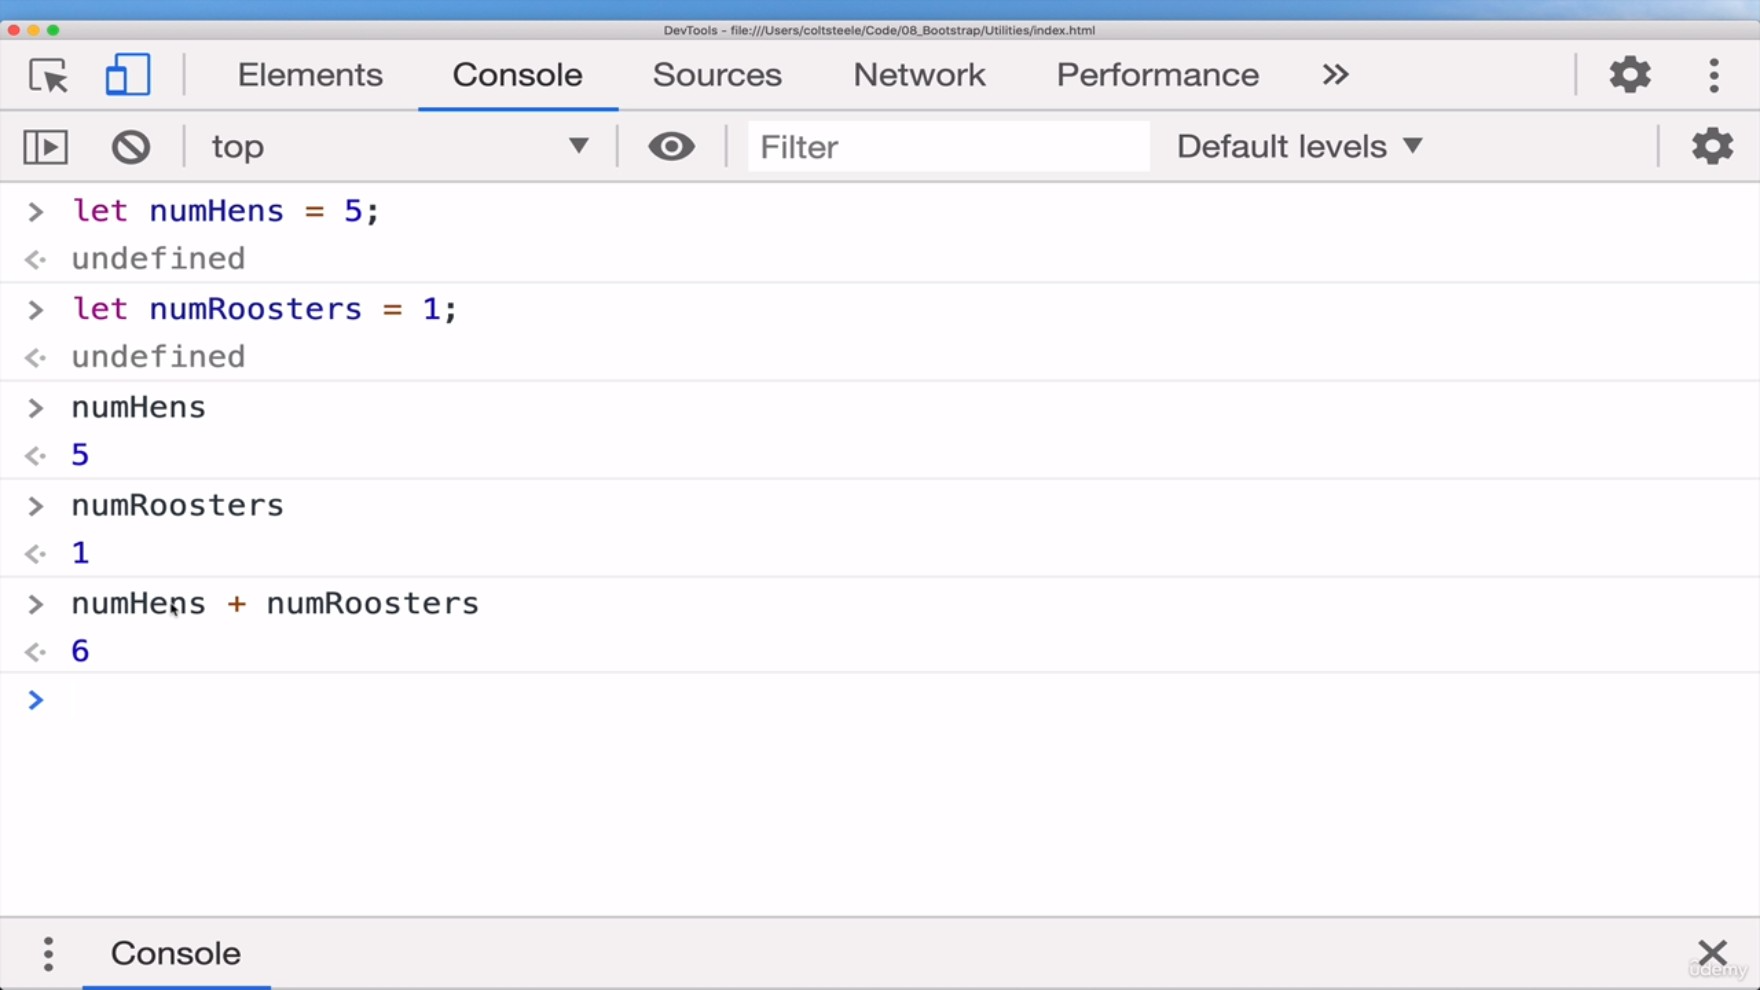 DevTools - file:///Users/coltsteele/Code/08_Bootstrap/Utilities/index.html
Elements Console Sources Network Performance »
top Filter Default levels
> let numHens = 5;
undefined
> let numRoosters = 1;
undefined
> numHens
5
> numRoosters
1
> numHens + numRoosters
6
>
Console
ûdemy